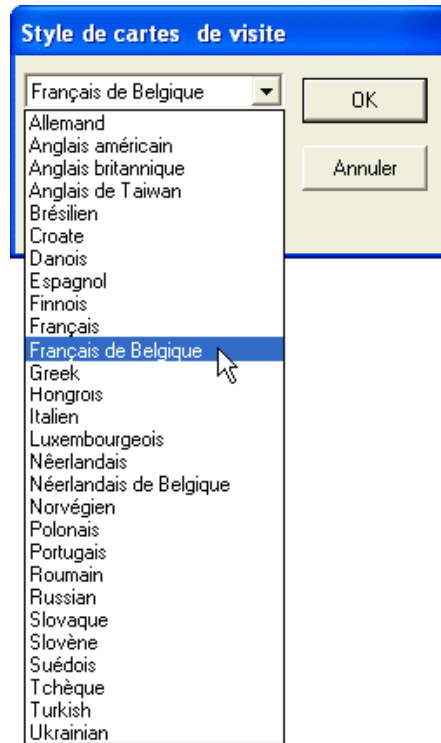 Style de cartes  de visite
Français de Belgique
OK
Annuler
Allemand
Anglais américain
Anglais britannique
Anglais de Taiwan
Brésilien
Croate
Danois
Espagnol
Finnois
Français
Français de Belgique
Greek
Hongrois
Italien
Luxembourgeois
Nêerlandais
Néerlandais de Belgique
Norvégien
Polonais
Portugais
Roumain
Russian
Slovaque
Slovène
Suédois
Tchèque
Turkish
Ukrainian